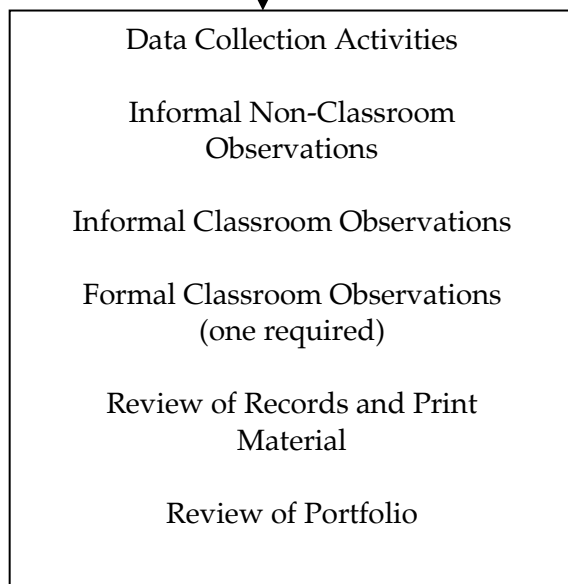 Data Collection Activities
Informal Non-Classroom
Observations
Informal Classroom Observations
Formal Classroom Observations
(one required)
Review of Records and Print
Material
Review of Portfolio